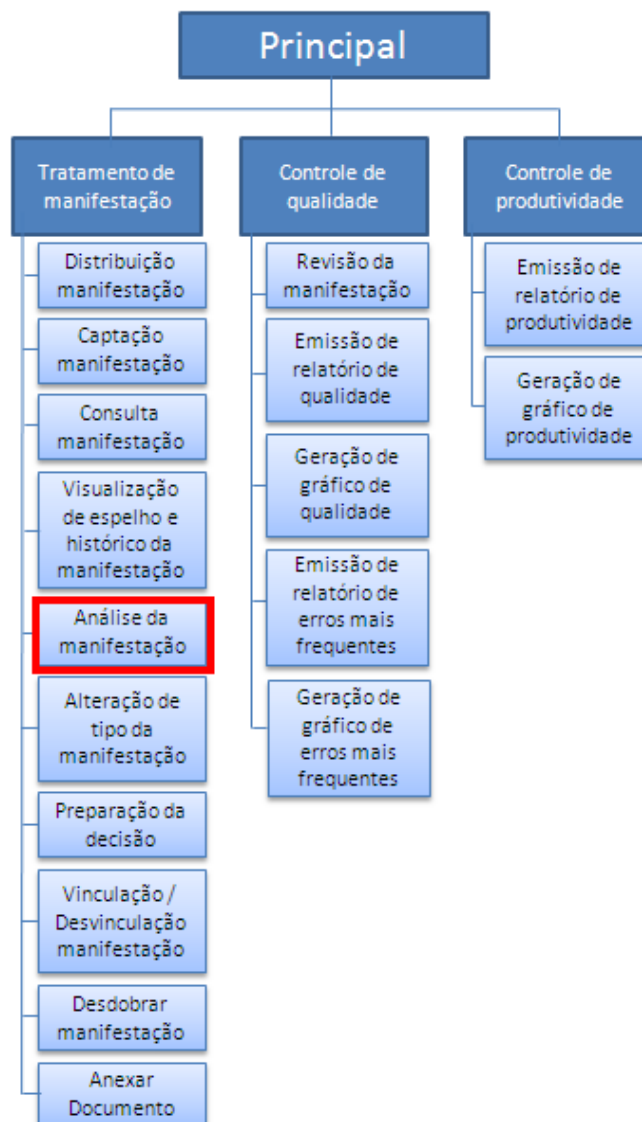 Principal
Tratamento de
manifestação
Distribuição
manifestação
Captação
manifestação
Consulta
manifestação
Visualização
de espelho e
histórico da
manifestação
Análise da
manifestação
Alteração de
tipo da
manifestação
Preparação da
decisão
Vinculação /
Desvinculação
manifestação
Desdobrar
manifestação
Anexar
Documento
Controle de
qualidade
Revisão da
manifestação
Emissão de
relatório de
qualidade
Geração de
gráfico de
qualidade
Emissão de
relatório de
erros mais
frequentes
Geração de
gráfico de
erros mais
frequentes
Controle de
produtividade
Emissão de
relatório de
produtividade
Geração de
gráfico de
produtividade